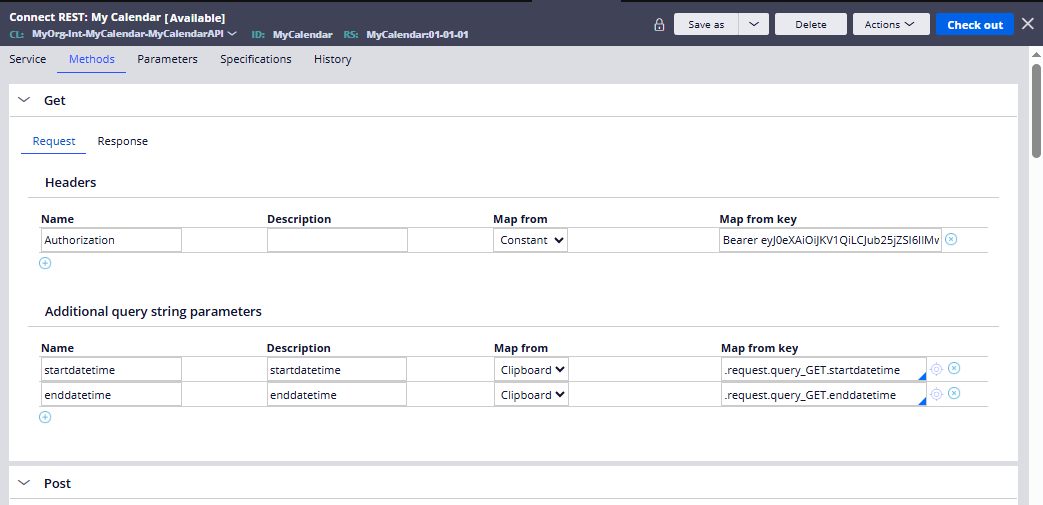 Connect REST: My Calendar [Available]
CL: MyOrg-Int-MyCalendar-MyCalendarAPI ID: MyCalendar RS: MyCalendar:01-01-01
Save as Delete Actions Check out
Service Methods Parameters Specifications History
Get
Request Response
Headers
Name Description Map from Map from key
Authorization Constant Bearer
Additional query string parameters
Name Description Map from Map from key
startdatetime startdatetime Clipboard .request.query_GET.startdatetime
enddatetime enddatetime Clipboard .request.query_GET.enddatetime
Post